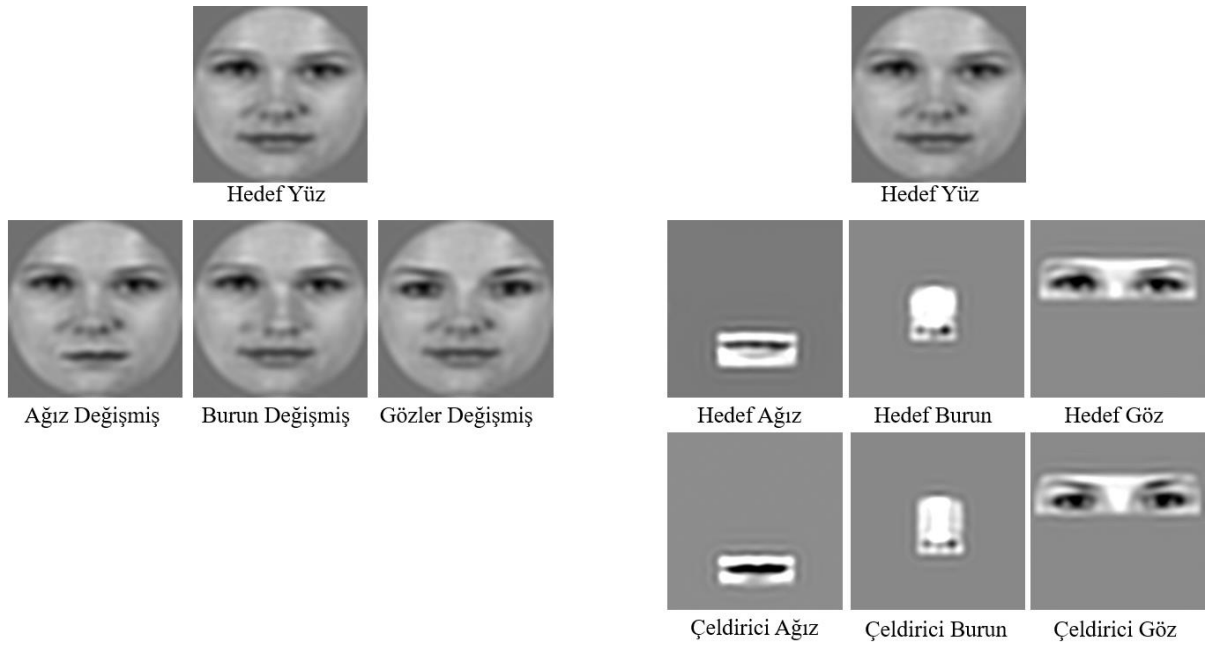 Hedef Yüz
Hedef Yüz
Ağız Değişmiş
Burun Değişmiş
Gözler Değişmiş
Hedef Ağız
Hedef Burun
Hedef Göz
Çeldirici Ağız
Çeldirici Burun
Çeldirici Göz